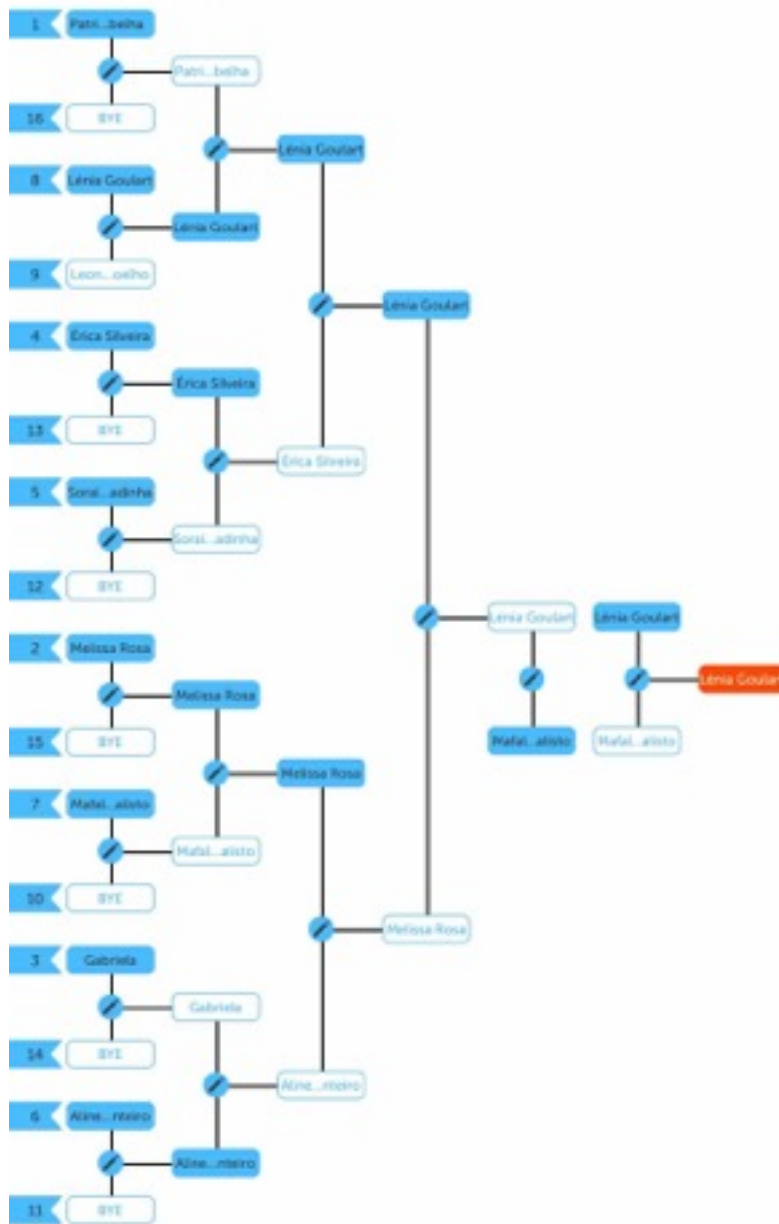 1 Patri...belha
Patri...belha
16 BYE
Lénia Goulart
8 Lénia Goulart
Lénia Goulart
9 Leon...oelho
Lénia Goulart
4 Érica Silveira
Érica Silveira
13 BYE
Érica Silveira
5 Sorai...adinha
Sorai...adinha
12 BYE
Lénia Goulart Lénia Goulart
2 Melissa Rosa
Lénia Goulart
Melissa Rosa
15 BYE
Mafal...alisto Mafal...alisto
Melissa Rosa
7 Mafal...alisto
Mafal...alisto
10 BYE
Melissa Rosa
3 Gabriela
Gabriela
14 BYE
Aline...nteiro
6 Aline...nteiro
Aline...nteiro
11 BYE